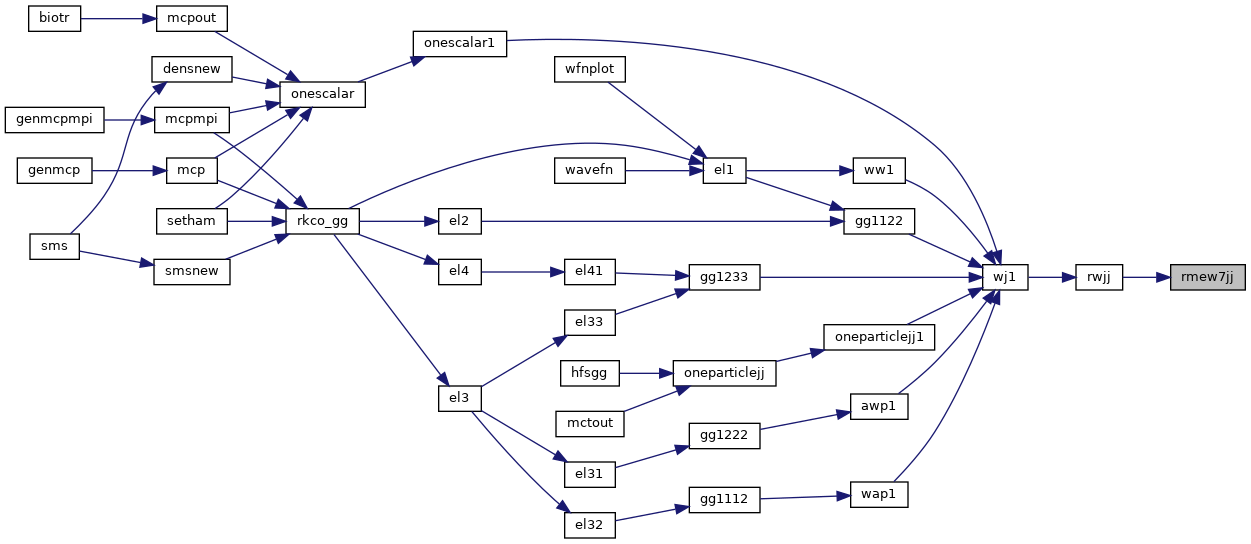 biotr
mcpout
onescalar1
densnew
wfnplot
onescalar
genmcpmpi
mcpmpi
genmcp
mcp
wavefn
el1
ww1
setham
rkco_gg
el2
gg1122
sms
smsnew
el4
el41
gg1233
wj1
rwjj
rmew7jj
el33
oneparticlejj1
hfsgg
oneparticlejj
el3
awp1
mctout
gg1222
el31
gg1112
wap1
el32